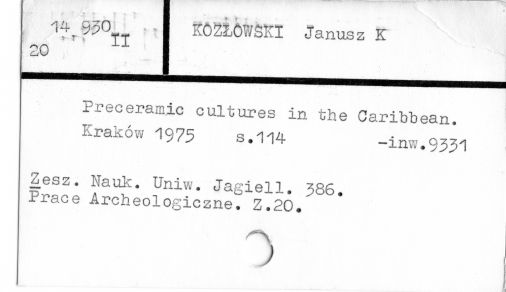 14.930
II
20
KOZŁOWSKI Janusz K
Preceramic cultures in the Caribbean.
Kraków 1975 s.114 -inw.9331
Zesz. Nauk. Uniw. Jagiell. 386.
Prace Archeologiczne. Z.20.